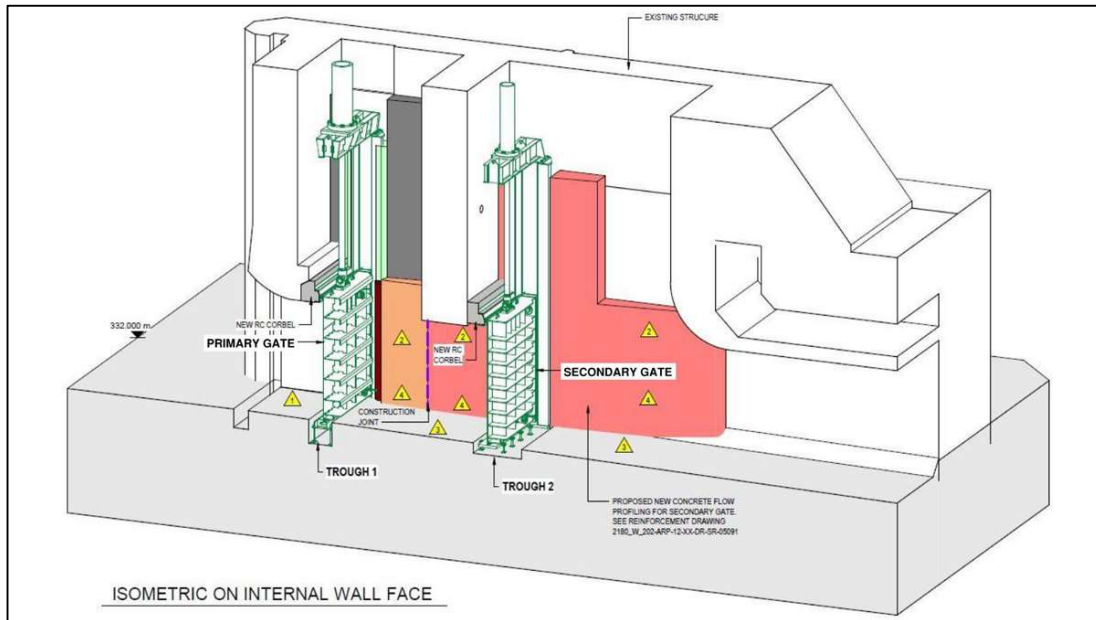 EXISTING STRUCURE
332.000 m
NEW RC CORBEL
PRIMARY GATE
2
2
2
NEW RC
CORBEL
SECONDARY GATE
1
4
4
4
CONSTRUCTION
JOINT
3
3
TROUGH 1
TROUGH 2
PROPOSED NEW CONCRETE FLOW
PROFILING FOR SECONDARY GATE.
SEE REINFORCEMENT DRAWING
2180_W_202-ARP-12-XX-DR-SR-05091
ISOMETRIC ON INTERNAL WALL FACE